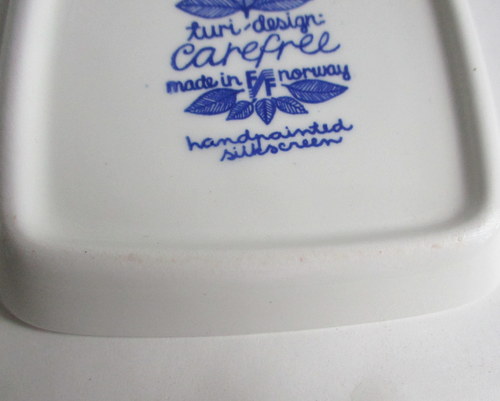 turi-design:
carefree
made in F/F norway
handpainted
silkscreen